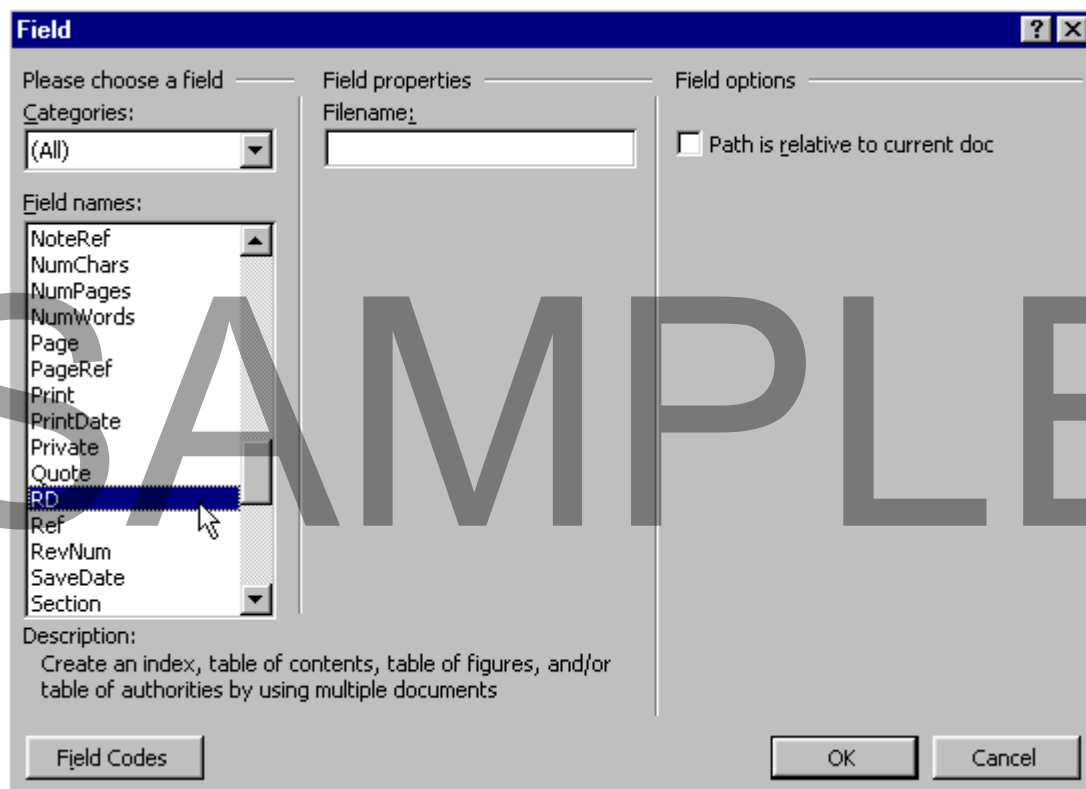 Field
Please choose a field
Categories:
(All)
Field names:
NoteRef
NumChars
NumPages
NumWords
Page
PageRef
Print
PrintDate
Private
Quote
RD
Ref
RevNum
SaveDate
Section
Field properties
Filename:
Field options
Path is relative to current doc
Description:
Create an index, table of contents, table of figures, and/or
table of authorities by using multiple documents
Field Codes
OK
Cancel
SAMPLE